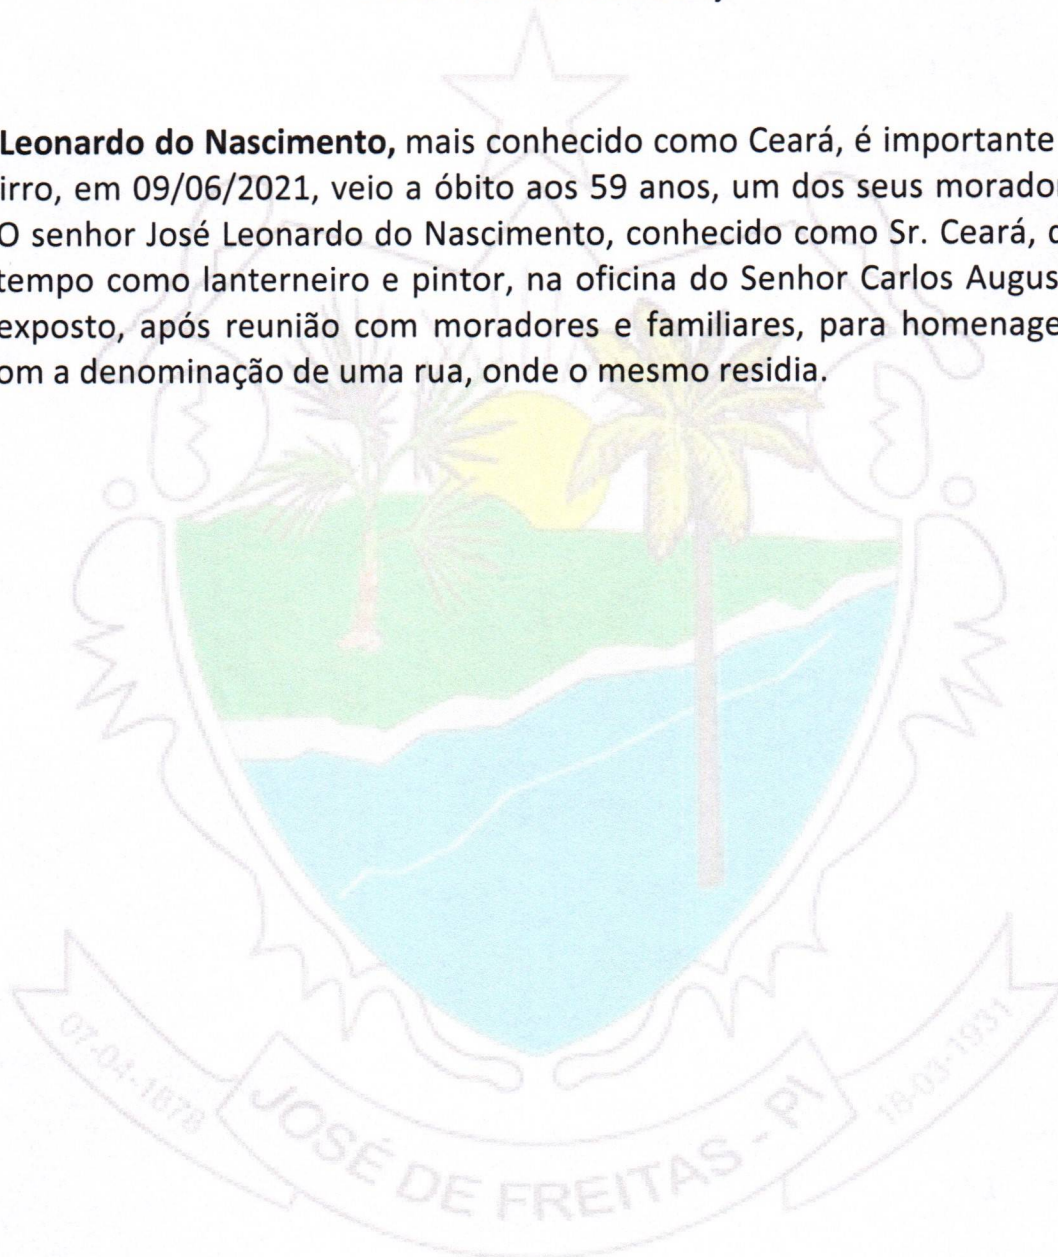 Leonardo do Nascimento, mais conhecido como Ceará, é importante
irro, em 09/06/2021, veio a óbito aos 59 anos, um dos seus morador
O senhor José Leonardo do Nascimento, conhecido como Sr. Ceará, 
tempo como lanterneiro e pintor, na oficina do Senhor Carlos Augus
exposto, após reunião com moradores e familiares, para homenage
om a denominação de uma rua, onde o mesmo residia.
07-04-1878
JOSÉ DE FREITAS - PI
18-03-1931